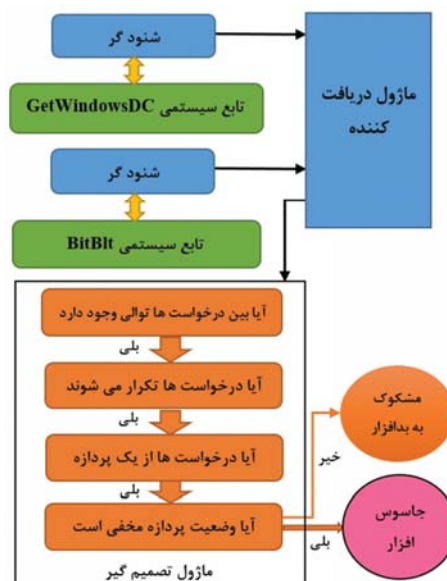 شنود گر
تابع سیستمی GetWindowsDC
ماژول دریافت
کننده
شنود گر
تابع سیستمی BitBlt
آیا بین درخواست ها توالی وجود دارد
بلی
آیا درخواست ها تکرار می شوند
بلی
آیا درخواست ها از یک پردازه
بلی
آیا وضعیت پردازه مخفی است
ماژول تصمیم گیر
خیر
مشکوک
به بدافزار
بلی
جاسوس
افزار